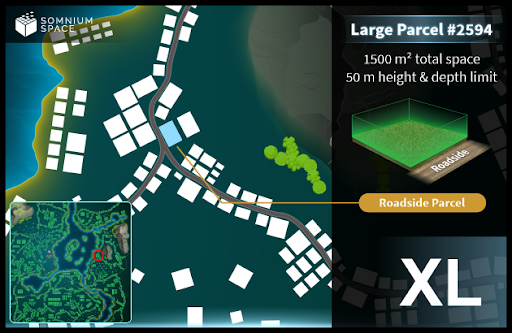 SOMNIUM
SPACE
Large Parcel #2594
1500 m² total space
50 m height & depth limit
Roadside
Roadside Parcel
XL